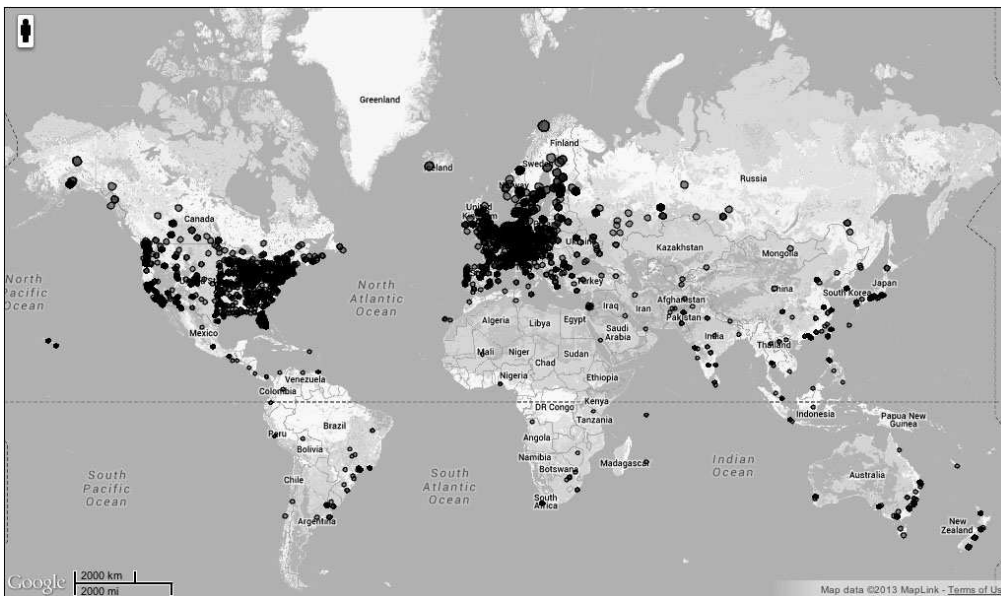 Greenland
Finland
Iceland
Sweden
Norway
Russia
United
Kingdom
Canada
Ukraine
Kazakhstan
Mongolia
North
Pacific
Ocean
North
Atlantic
Ocean
Turkey
China
South Korea
Japan
Afghanistan
Iraq
Iran
Pakistan
Algeria
Libya
Egypt
Saudi
Arabia
India
Thailand
Mexico
Mali
Niger
Chad
Sudan
Nigeria
Ethiopia
Venezuela
Colombia
DR Congo
Kenya
Tanzania
Indonesia
Papua New
Guinea
Peru
Brazil
Bolivia
Angola
Namibia
Botswana
Madagascar
Indian
Ocean
Australia
South
Pacific
Ocean
Chile
South
Atlantic
Ocean
South
Africa
Argentina
New
Zealand
Google
2000 km
2000 mi
Map data ©2013 MapLink - Terms of Us